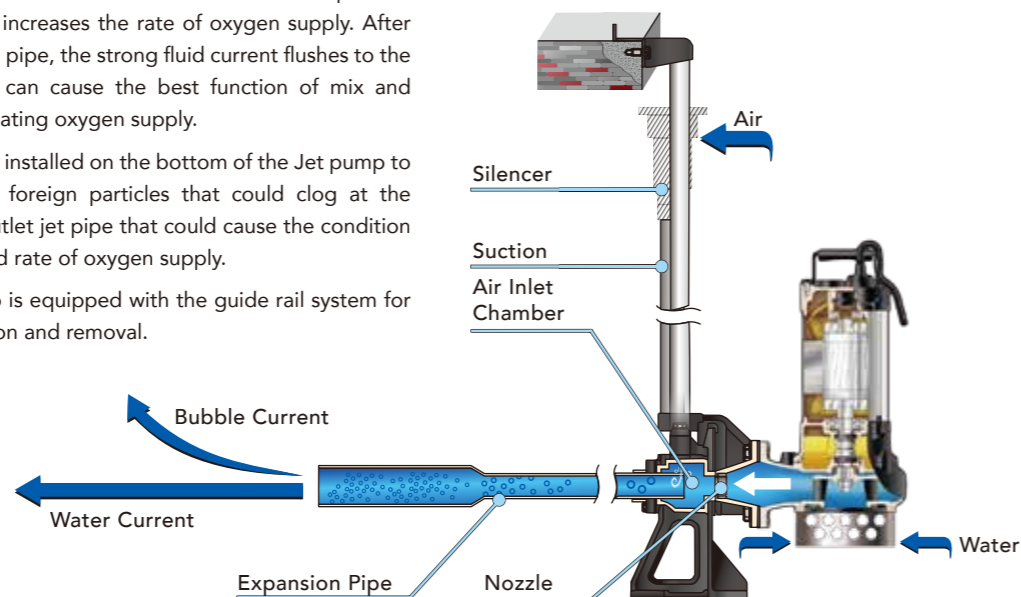 increases the rate of oxygen supply. After
pipe, the strong fluid current flushes to the
can cause the best function of mix and
ating oxygen supply.
installed on the bottom of the Jet pump to
foreign particles that could clog at the
utlet jet pipe that could cause the condition
d rate of oxygen supply.
is equipped with the guide rail system for
on and removal.
Air
Silencer
Suction
Air Inlet
Chamber
Bubble Current
Water Current
Expansion Pipe
Nozzle
Water